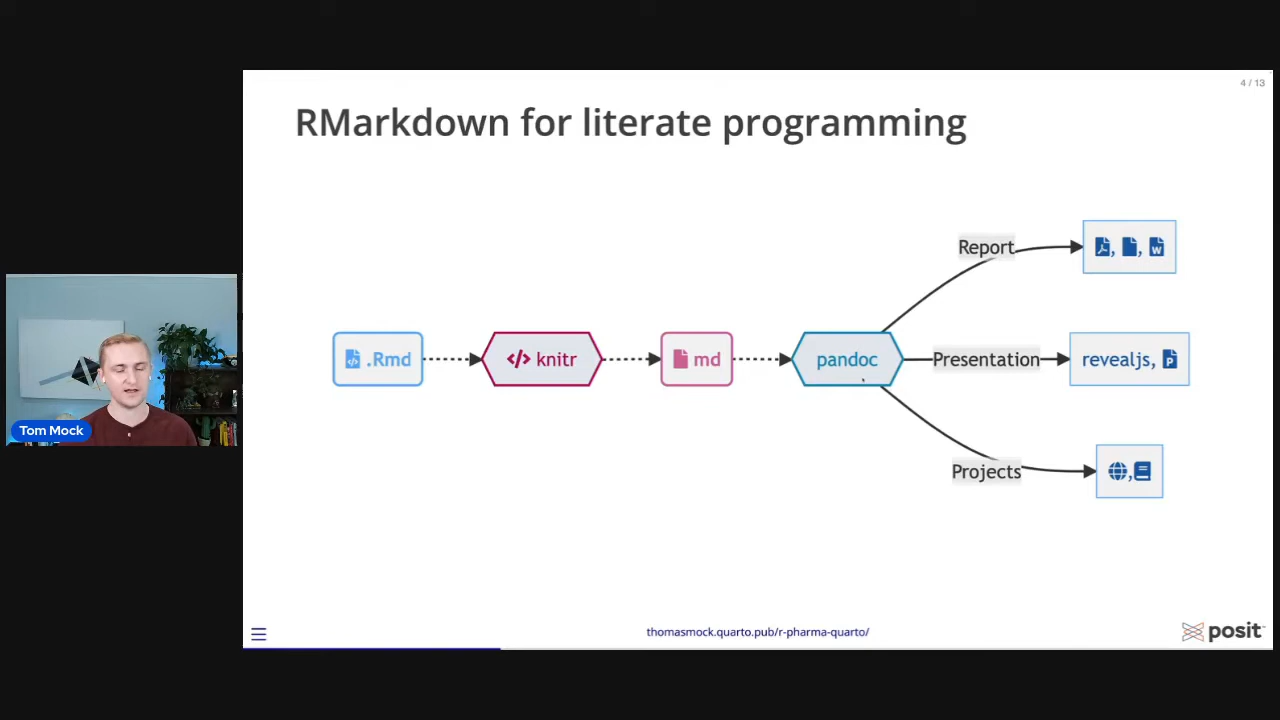 4 / 13
RMarkdown for literate programming
Report
, , 
.Rmd
</> knitr
md
pandoc
Presentation
revealjs,
P
Projects
,
Tom Mock
thomasmock.quarto.pub/r-pharma-quarto/
posit